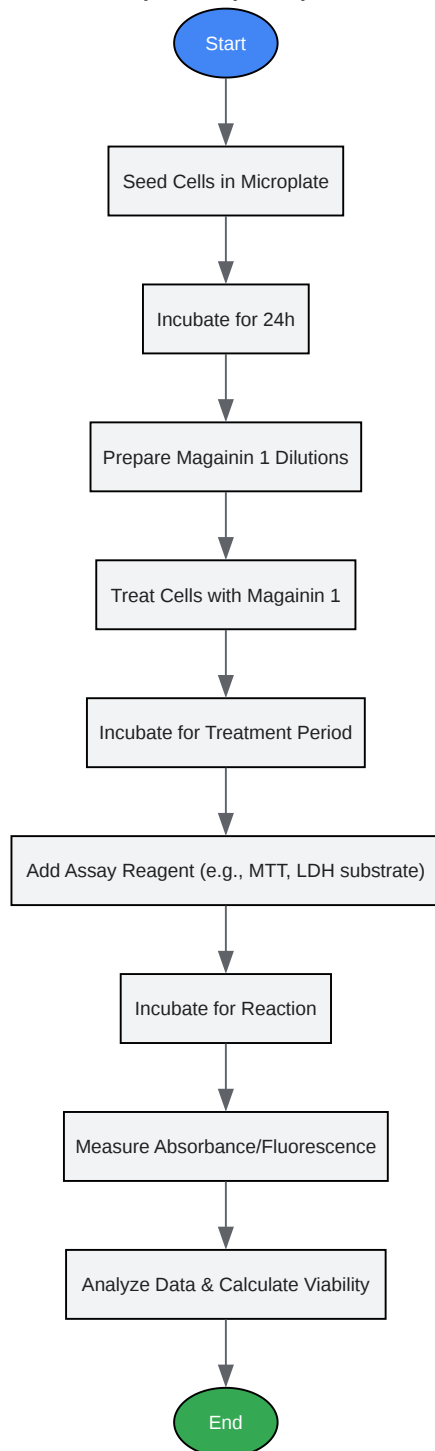 Start
Seed Cells in Microplate
Incubate for 24h
Prepare Magainin 1 Dilutions
Treat Cells with Magainin 1
Incubate for Treatment Period
Add Assay Reagent (e.g., MTT, LDH substrate)
Incubate for Reaction
Measure Absorbance/Fluorescence
Analyze Data & Calculate Viability
End